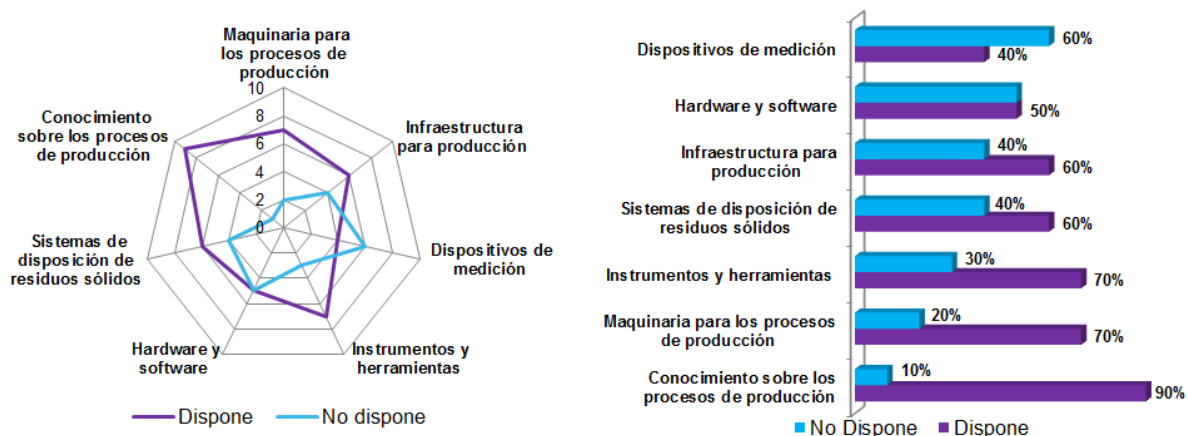 Maquinaria para
los procesos de
producción
10
8
6
4
2
0
Infraestructura
para producción
Dispositivos de
medición
Instrumentos y
herramientas
Hardware y
software
Sistemas de
disposición de
residuos sólidos
Conocimiento
sobre los procesos
de producción
Dispone
No dispone
Dispositivos de medición
60%
40%
Hardware y software
50%
Infraestructura para
producción
40%
60%
Sistemas de disposición de
residuos sólidos
40%
60%
Instrumentos y herramientas
30%
70%
Maquinaria para los procesos
de producción
20%
70%
Conocimiento sobre los
procesos de producción
10%
90%
No Dispone
Dispone